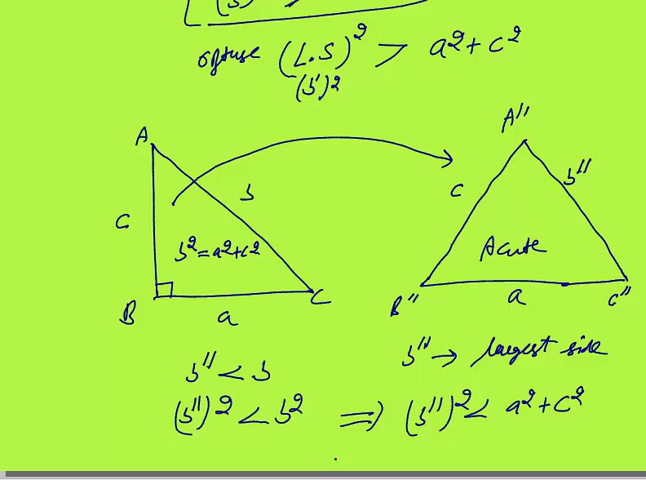 obtuse (L.S)² > a² + c²
(b')²
A
A''
c
b
c
b''
b² = a² + c²
Acute
B
a
C
B''
a
C''
b'' → largest side
b'' < b
(b'')² < b² ⇒ (b'')² < a² + c²